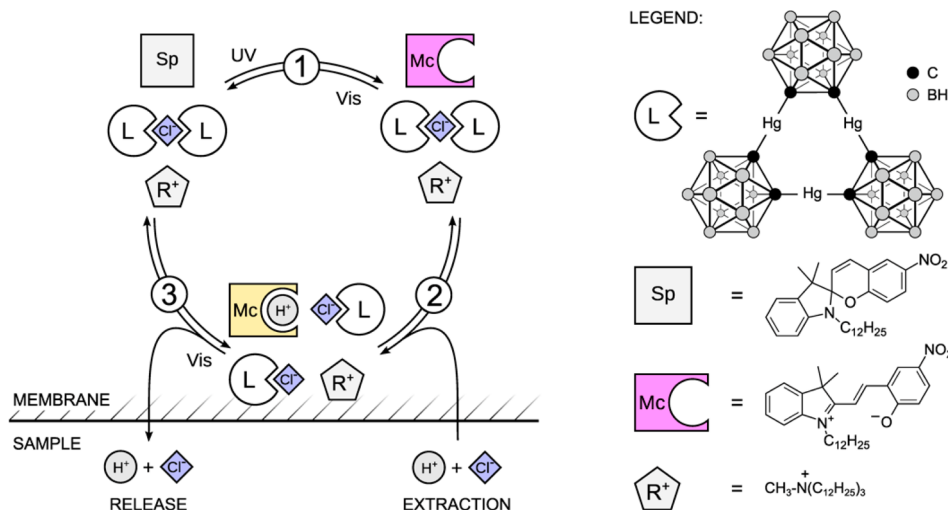 Sp
UV
1
Vis
Mc
L Cl⁻ L
L Cl⁻ L
R⁺
R⁺
3
2
Mc H⁺ Cl⁻ L
Vis
L Cl⁻ R⁺
MEMBRANE
SAMPLE
H⁺ + Cl⁻
H⁺ + Cl⁻
RELEASE
EXTRACTION
LEGEND:
L =
C
BH
Hg
Hg
Hg
Sp =
NO₂
O
N
C₁₂H₂₅
Mc =
NO₂
⁻O
N⁺
C₁₂H₂₅
R⁺ = CH₃-N⁺(C₁₂H₂₅)₃